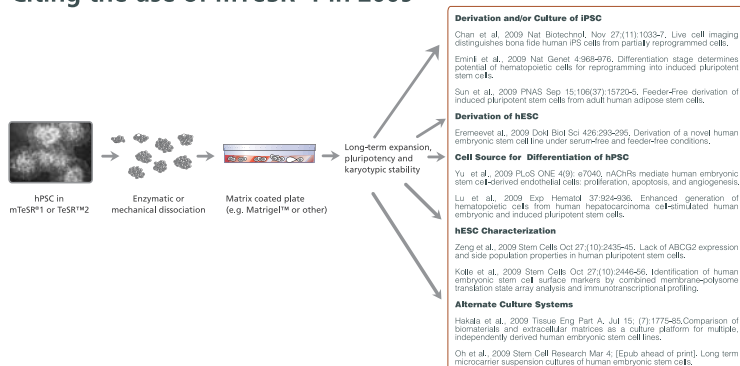 Citing the use of mTeSR®1 in 2009
hPSC in
mTeSR®1 or TeSR™2
Enzymatic or
mechanical dissociation
Matrix coated plate
(e.g. Matrigel™ or other)
Long-term expansion,
pluripotency and
karyotypic stability
Derivation and/or Culture of iPSC
Chan et al. 2009 Nat Biotechnol. Nov 27;(11):1033-7. Live cell imaging
distinguishes bona fide human iPS cells from partially reprogrammed cells.
Eminli et al., 2009 Nat Genet 4:968-976. Differentiation stage determines
potential of hematopoietic cells for reprogramming into induced pluripotent
stem cells.
Sun et al., 2009 PNAS Sep 15;106(37):15720-5. Feeder-Free derivation of
induced pluripotent stem cells from adult human adipose stem cells.
Derivation of hESC
Eremeevet al., 2009 Dokl Biol Sci 426:293-295. Derivation of a novel human
embryonic stem cell line under serum-free and feeder-free conditions.
Cell Source for Differentiation of hPSC
Yu et al., 2009 PLoS ONE 4(9): e7040. nAChRs mediate human embryonic
stem cell-derived endothelial cells: proliferation, apoptosis, and angiogenesis.
Lu et al., 2009 Exp Hematol 37:924-936. Enhanced generation of
hematopoietic cells from human hepatocarcinoma cell-stimulated human
embryonic and induced pluripotent stem cells.
hESC Characterization
Zeng et al., 2009 Stem Cells Oct 27;(10):2435-45. Lack of ABCG2 expression
and side population properties in human pluripotent stem cells.
Kolle et al., 2009 Stem Cells Oct 27;(10):2446-56. Identification of human
embryonic stem cell surface markers by combined membrane-polysome
translation state array analysis and immunotranscriptional profiling.
Alternate Culture Systems
Hakala et al., 2009 Tissue Eng Part A. Jul 15; (7):1775-85.Comparison of
biomaterials and extracellular matrices as a culture platform for multiple,
independently derived human embryonic stem cell lines.
Oh et al., 2009 Stem Cell Research Mar 4; [Epub ahead of print]. Long term
microcarrier suspension cultures of human embryonic stem cells.